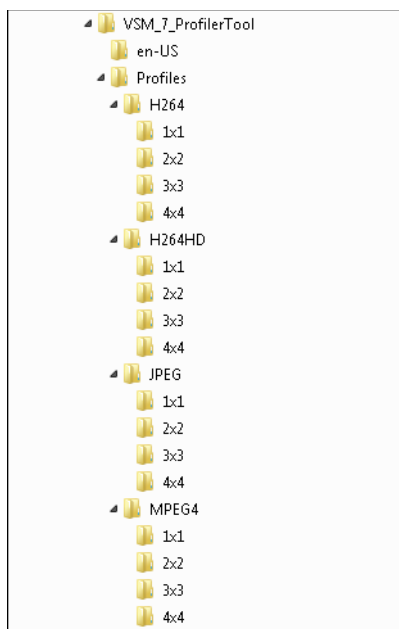 VSM_7_ProfilerTool
en-US
Profiles
H264
1x1
2x2
3x3
4x4
H264HD
1x1
2x2
3x3
4x4
JPEG
1x1
2x2
3x3
4x4
MPEG4
1x1
2x2
3x3
4x4